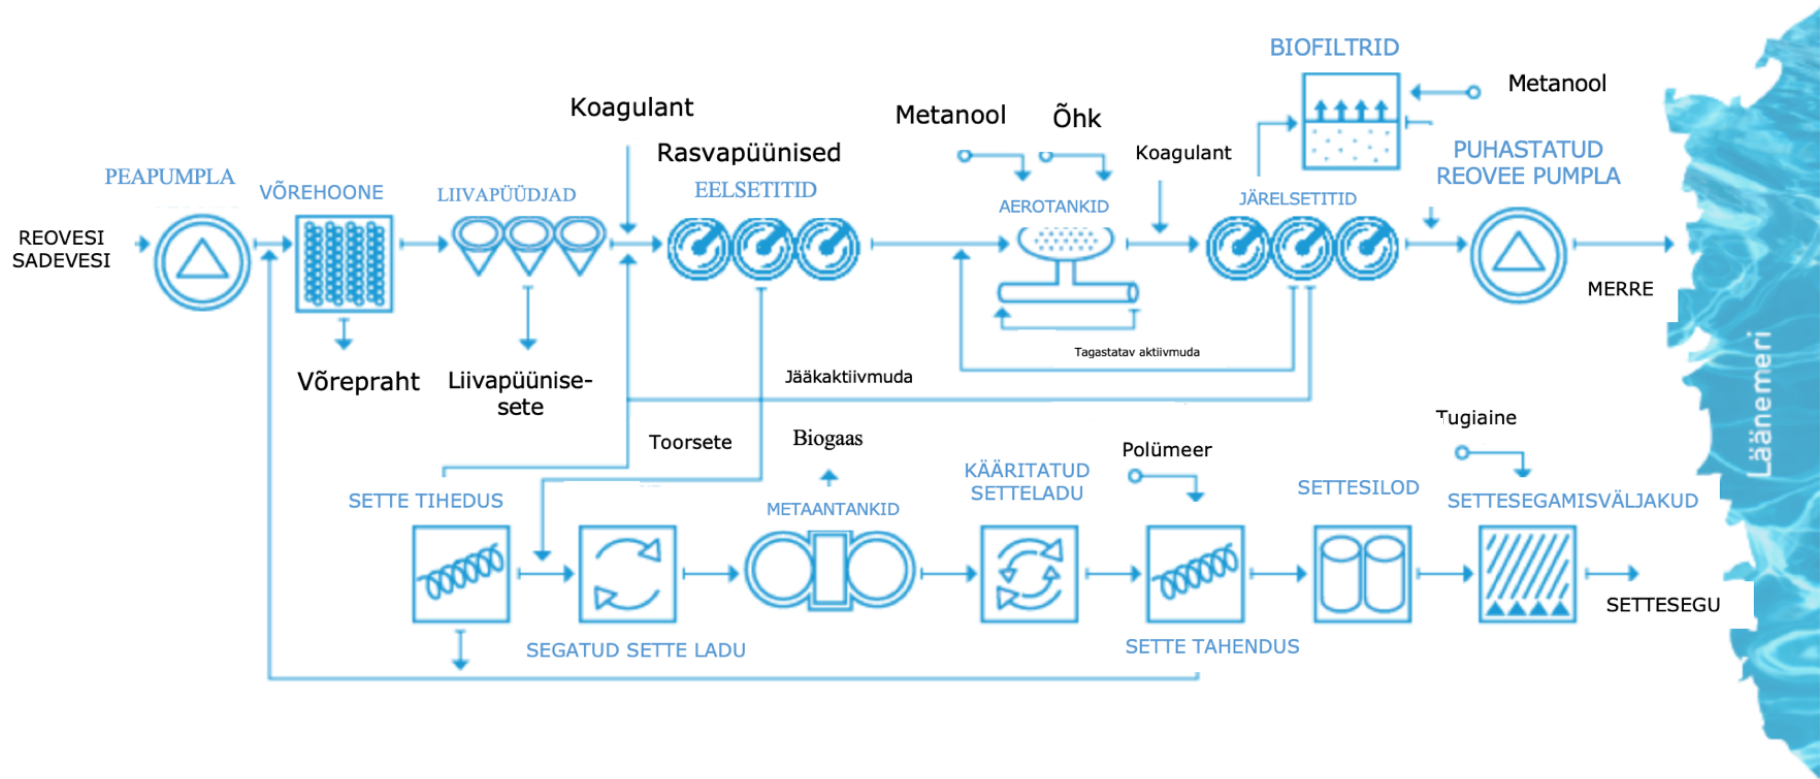 BIOFILTRID
Metanool
Koagulant
Metanool
Õhk
Koagulant
Rasvapüünised
PUHASTATUD
REOVEE PUMPLA
PEAPUMPLA
VÕREHOONE
LIIVAPÜÜDJAD
EELSETITID
AEROTANKID
JÄRELSETITID
REOVESI
SADEVESI
MERRE
Läänemeri
Võrepraht
Liivapüünise-
sete
Tagastatav aktiivmuda
Jääkaktiivmuda
Toorsete
Biogaas
Polümeer
Tugiaine
SETTE TIHEDUS
METAANTANKID
KÄÄRITATUD
SETTELADU
SETTESILOD
SETTESEGAMISVÄLJAKUD
SETTESEGU
SEGATUD SETTE LADU
SETTE TAHENDUS